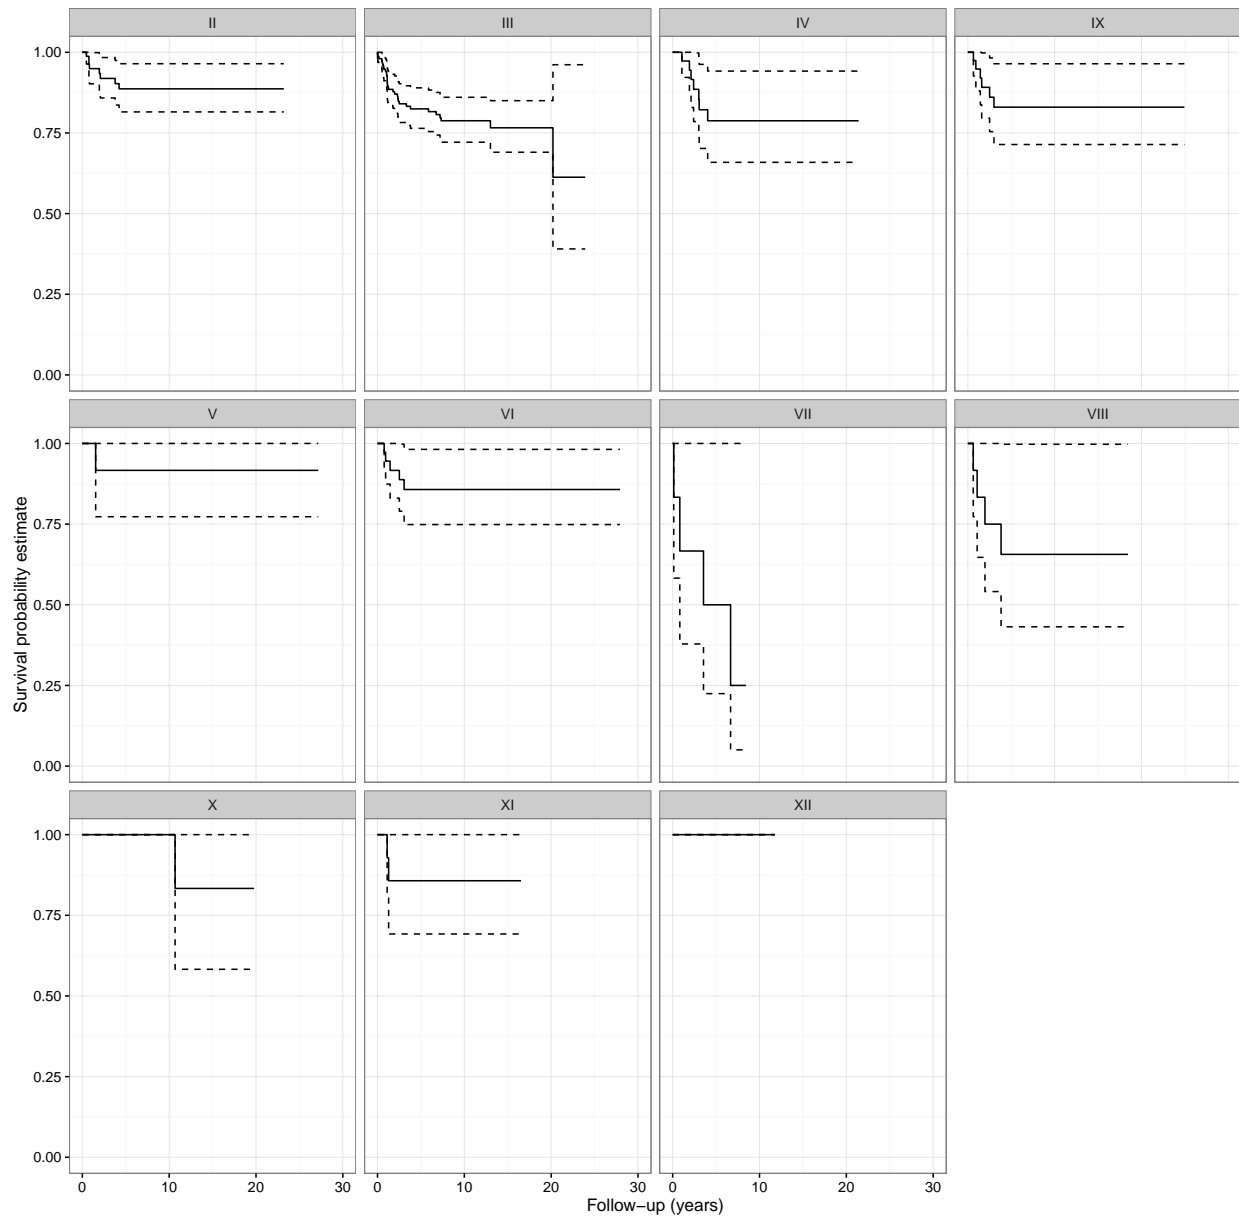 II III IV IX
1.00
0.75
0.50
0.25
0.00
V VI VII VIII
1.00
0.75
0.50
0.25
0.00
Survival probability estimate
X XI XII
1.00
0.75
0.50
0.25
0.00
0 10 20 30 0 10 20 30 0 10 20 30
Follow−up (years)